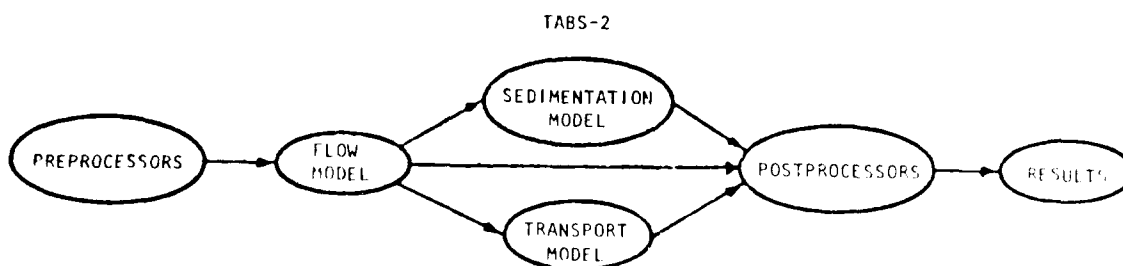 TABS-2
SEDIMENTATION
MODEL
PREPROCESSORS
FLOW
MODEL
POSTPROCESSORS
RESULTS
TRANSPORT
MODEL